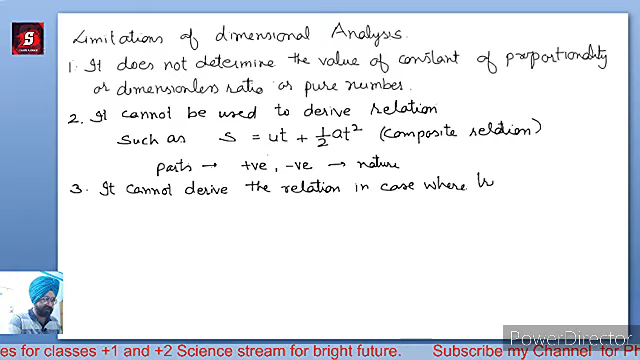 Limitations of dimensional Analysis.
1. It does not determine the value of constant of proportionality
or dimensionless ratio or pure number.
2. It cannot be used to derive relation
Such as S = ut + 1/2 at² (Composite relation)
parts → +ve, -ve → nature
3. It cannot derive the relation in case where
S
PowerDirector
es for classes +1 and +2 Science stream for bright future. Subscribe my Channel for Ph